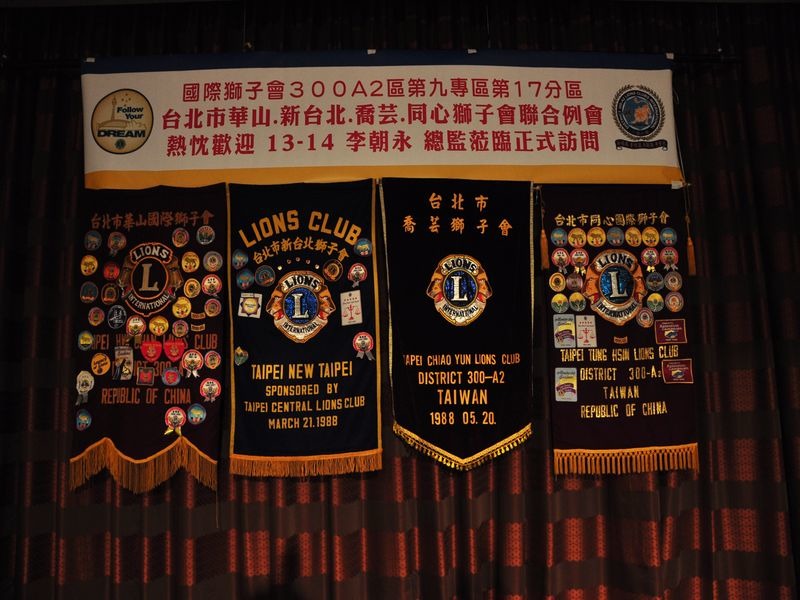 國際獅子會300A2區第九專區第17分區
台北市華山.新台北.喬芸.同心獅子會聯合例會
熱忱歡迎 13-14 李朝永 總監蒞臨正式訪問
Follow
Your
DREAM
台北市華山國際獅子會
LIONS
L
INTERNATIONAL
REPUBLIC OF CHINA
LIONS CLUB
台北市新台北獅子會
LIONS
L
INTERNATIONAL
TAIPEI NEW TAIPEI
SPONSORED BY
TAIPEI CENTRAL LIONS CLUB
MARCH 21.1988
台北市
喬芸獅子會
LIONS
L
INTERNATIONAL
TAPEI CHIAO YUN LIONS CLUB
DISTRICT 300-A2
TAIWAN
1988 05.20.
台北市同心國際獅子會
LIONS
L
INTERNATIONAL
TAIPEI TUNG HSIN LIONS CLUB
DISTRICT 300-A
TAIWAN
REPUBLIC OF CHINA